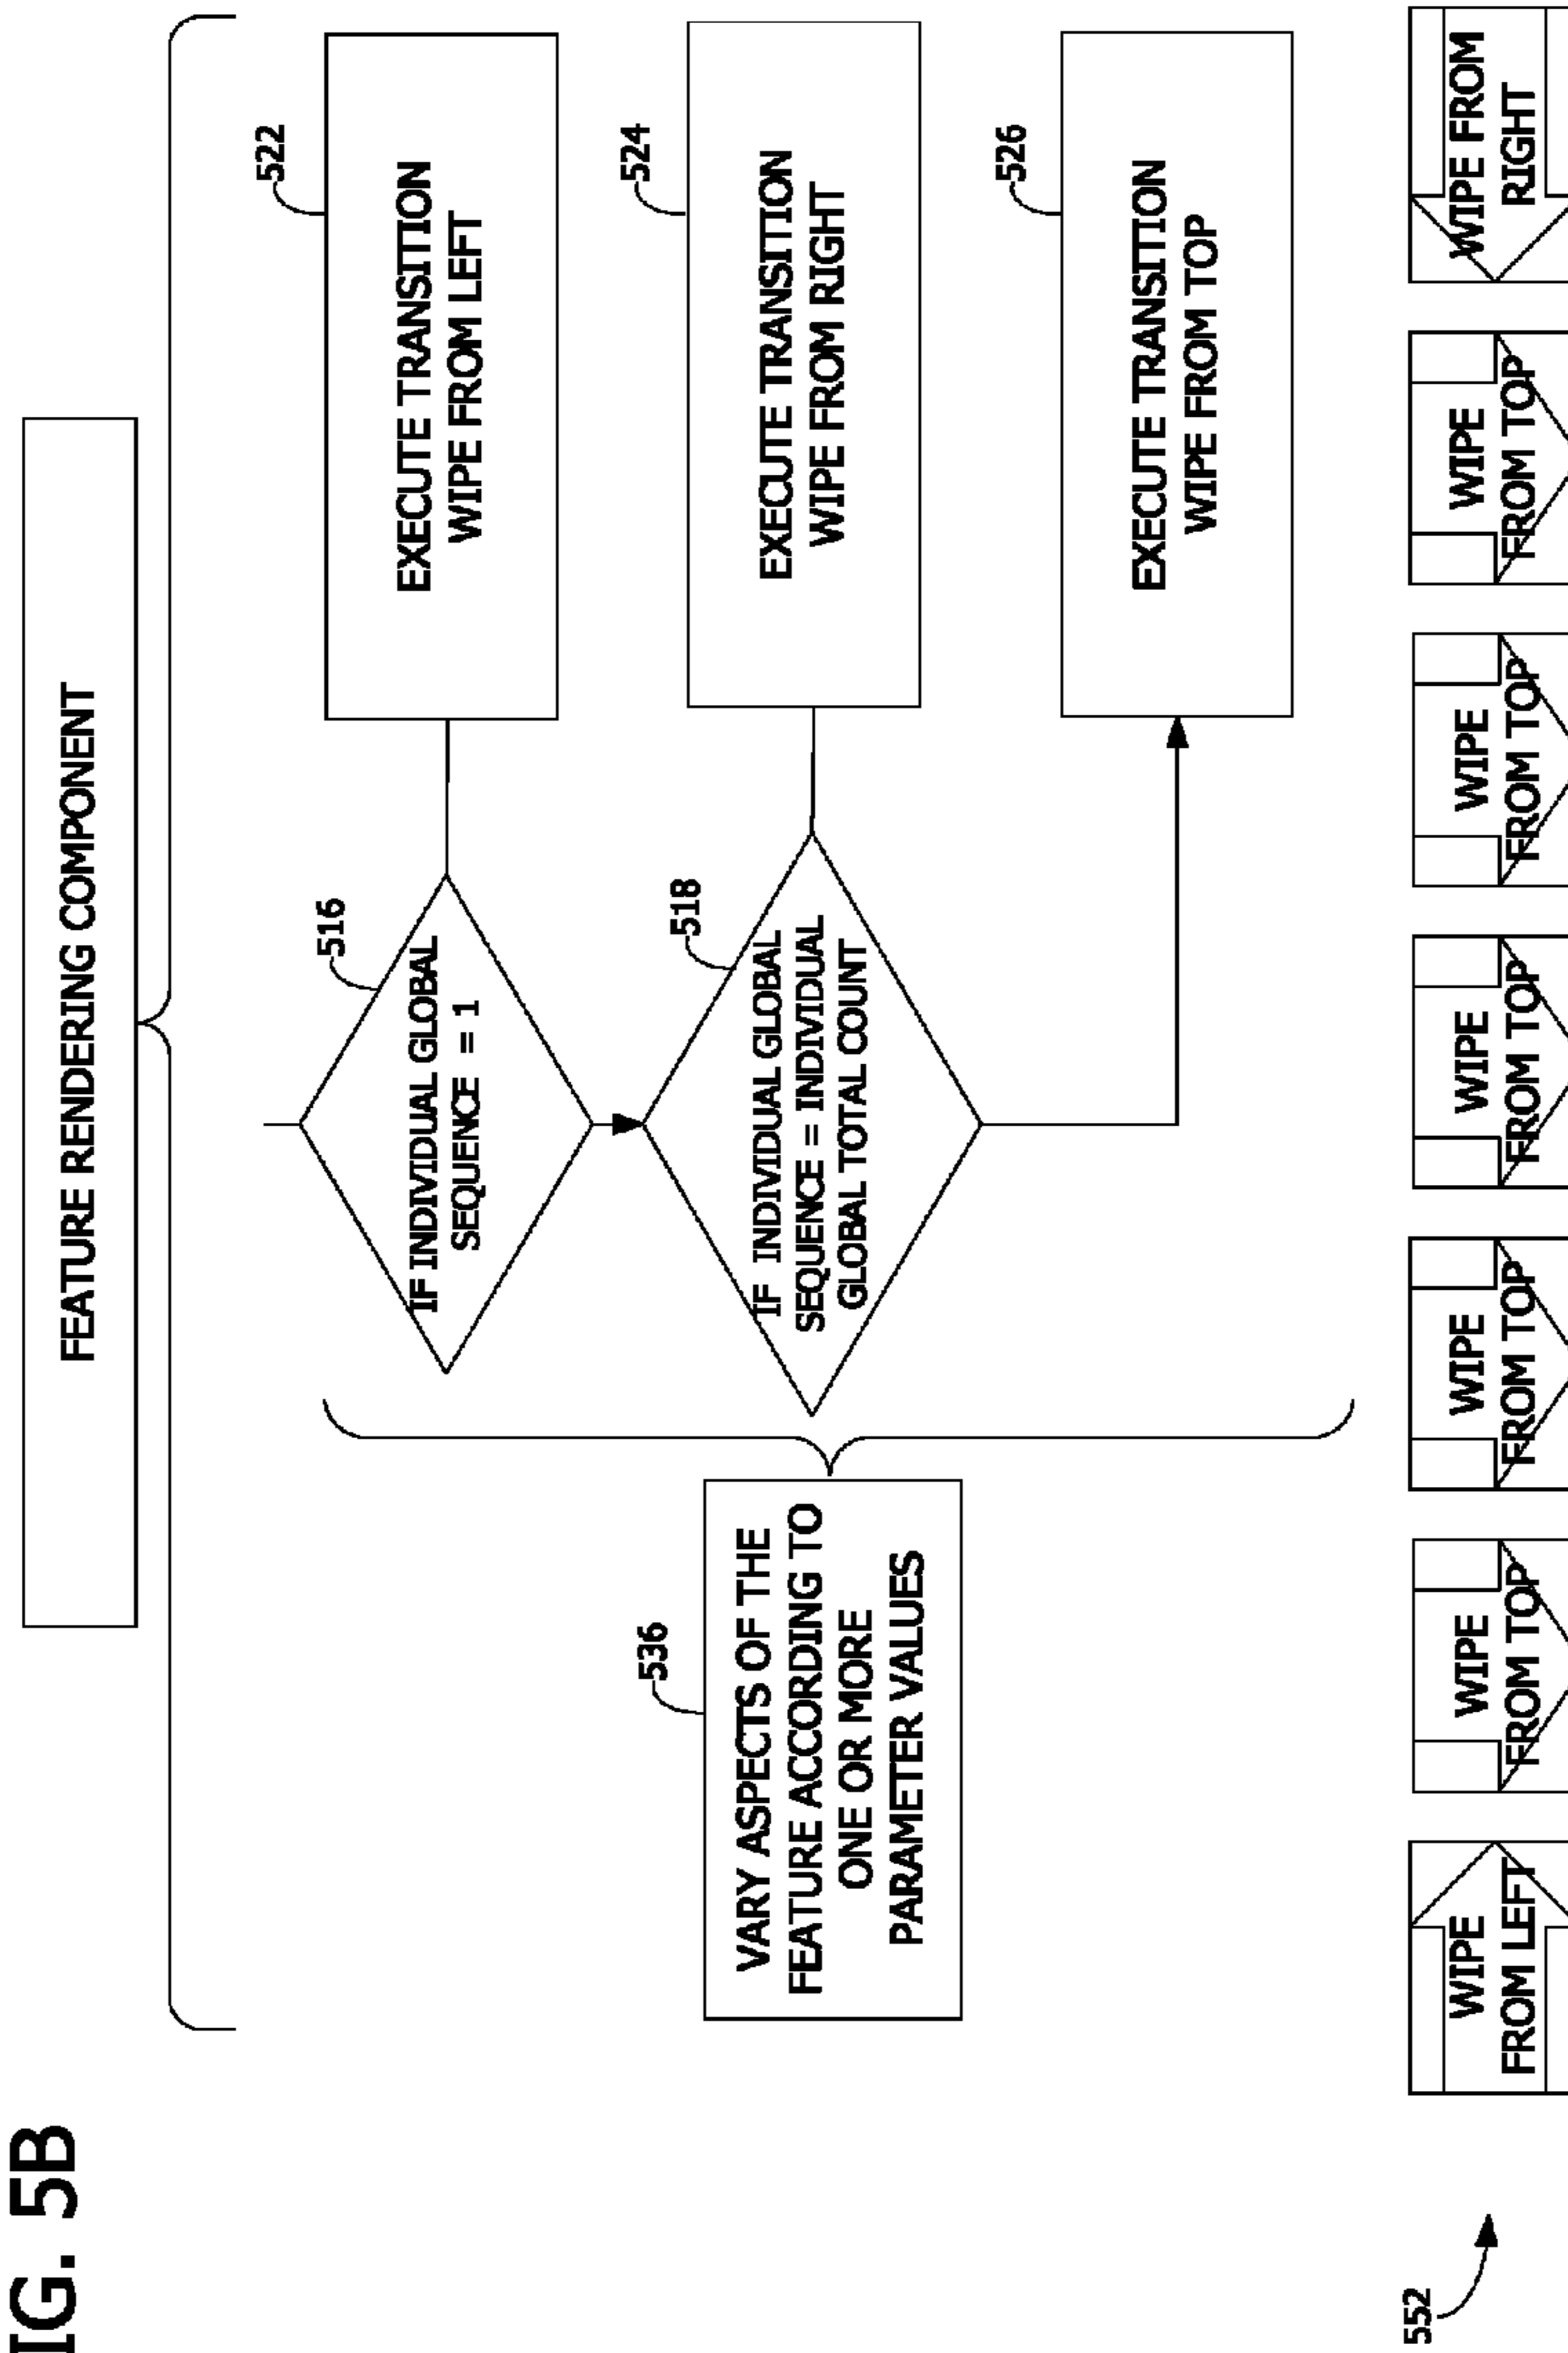 IG. 5B
FEATURE RENDERING COMPONENT
516
IF INDIVIDUAL GLOBAL
SEQUENCE = 1
522
EXECUTE TRANSITION
WIPE FROM LEFT
536
VARY ASPECTS OF THE
FEATURE ACCORDING TO
ONE OR MORE
PARAMETER VALUES
518
IF INDIVIDUAL GLOBAL
SEQUENCE = INDIVIDUAL
GLOBAL TOTAL COUNT
524
EXECUTE TRANSITION
WIPE FROM RIGHT
526
EXECUTE TRANSITION
WIPE FROM TOP
552
WIPE
FROM LEFT
WIPE
FROM TOP
WIPE
FROM TOP
WIPE
FROM TOP
WIPE
FROM TOP
WIPE
FROM TOP
WIPE FROM
RIGHT